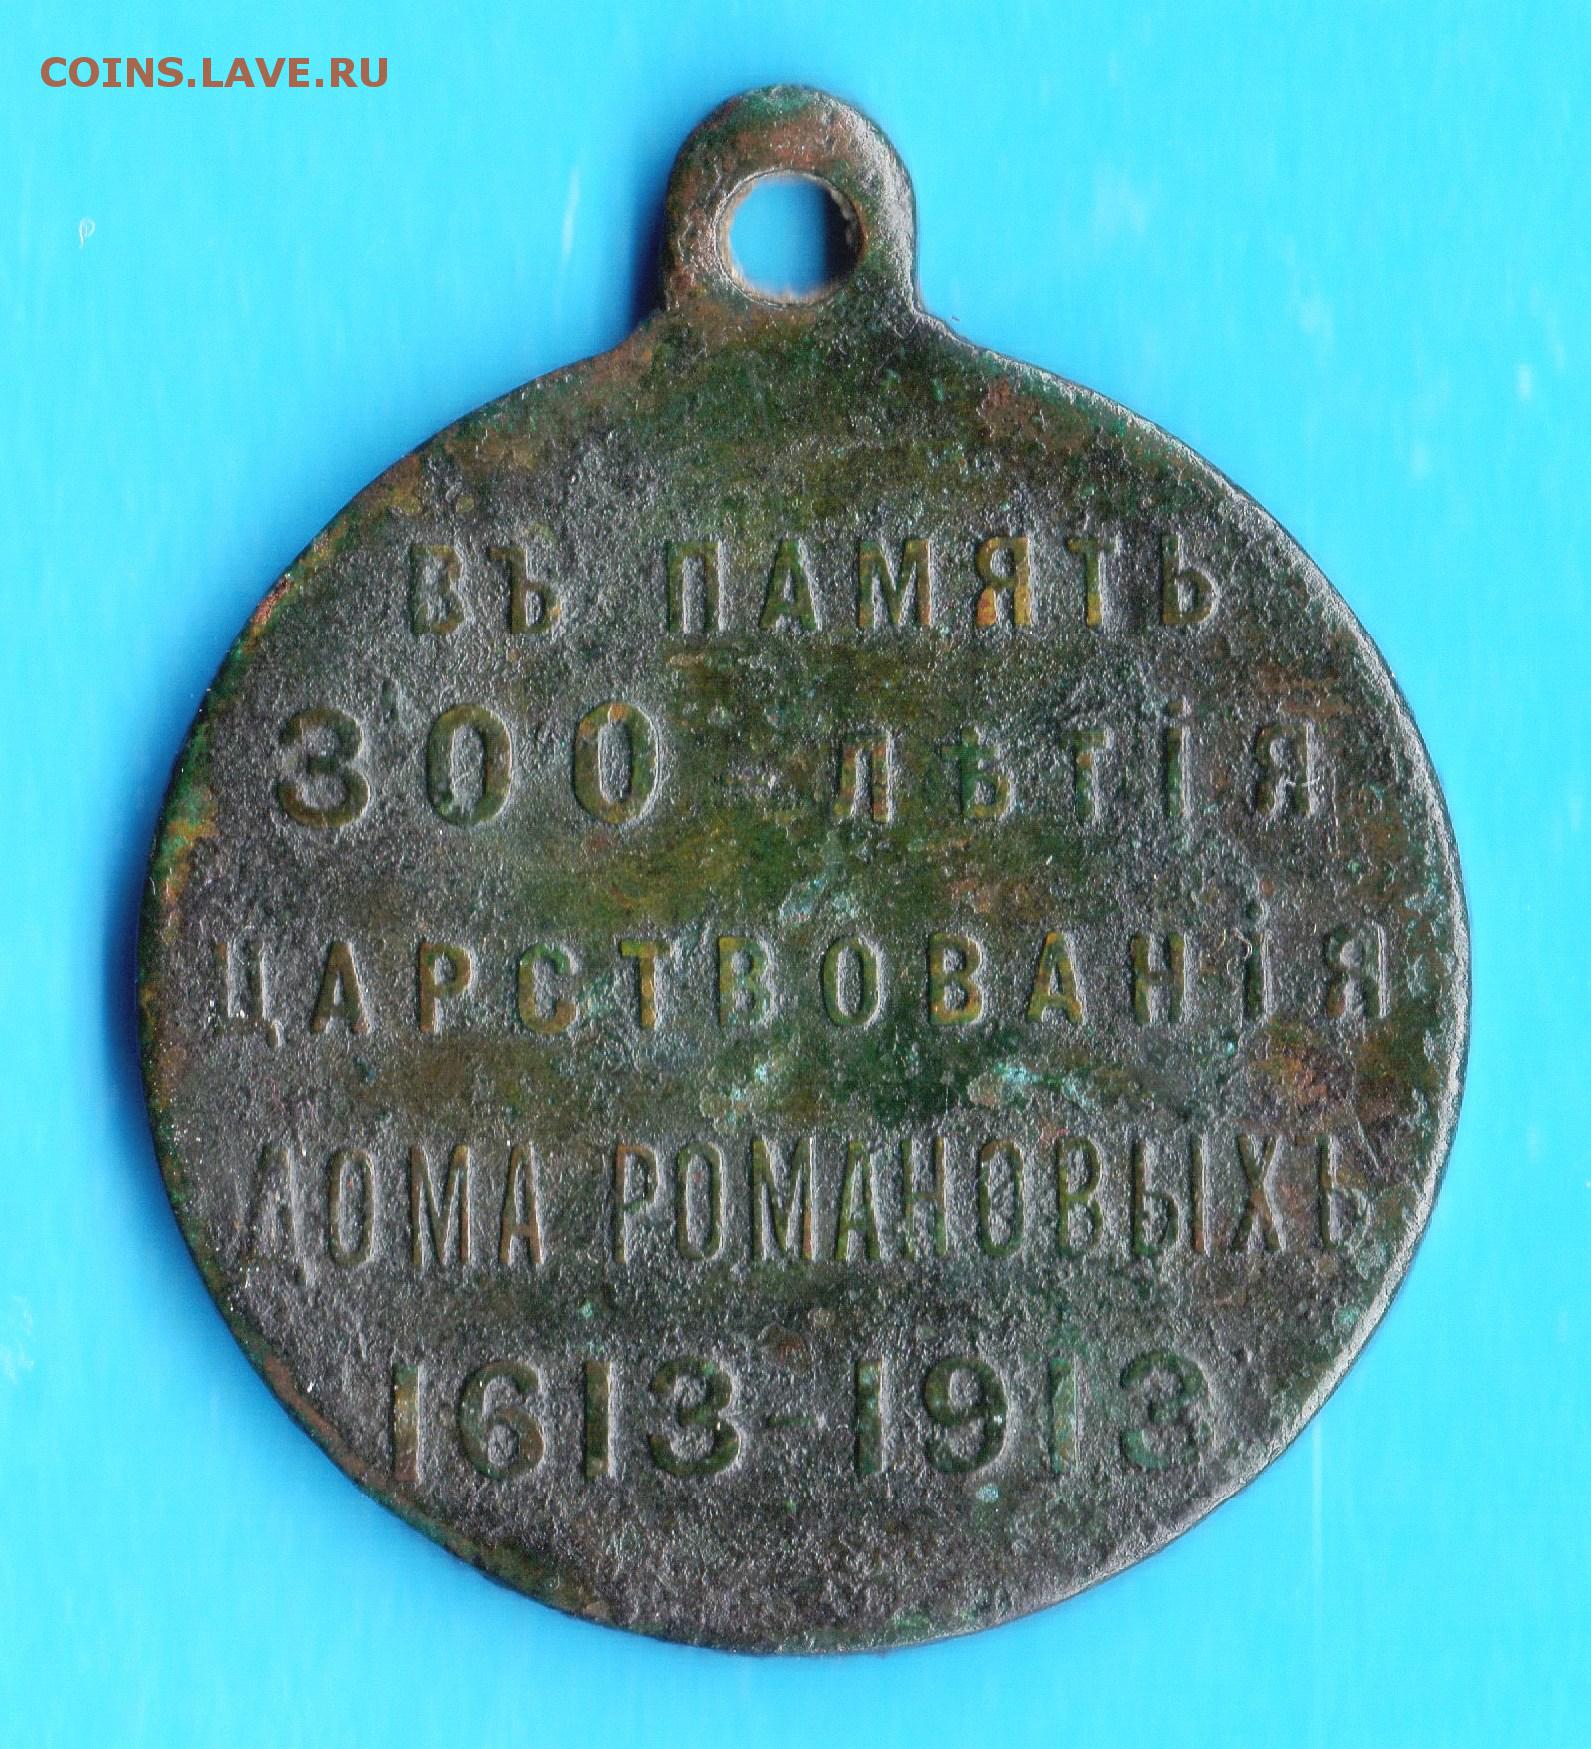 COINS.LAVE.RU
ВЪ ПАМЯТЬ
300-лѣтія
ЦАРСТВОВАНІЯ
ДОМА РОМАНОВЫХЪ
1613-1913